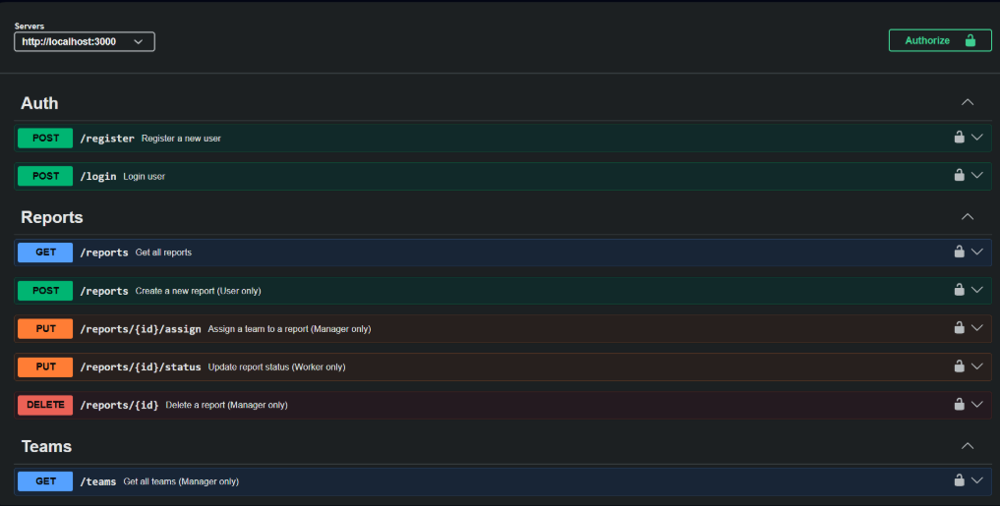 Servers
http://localhost:3000
Authorize
Auth
POST /register Register a new user
POST /login Login user
Reports
GET /reports Get all reports
POST /reports Create a new report (User only)
PUT /reports/{id}/assign Assign a team to a report (Manager only)
PUT /reports/{id}/status Update report status (Worker only)
DELETE /reports/{id} Delete a report (Manager only)
Teams
GET /teams Get all teams (Manager only)